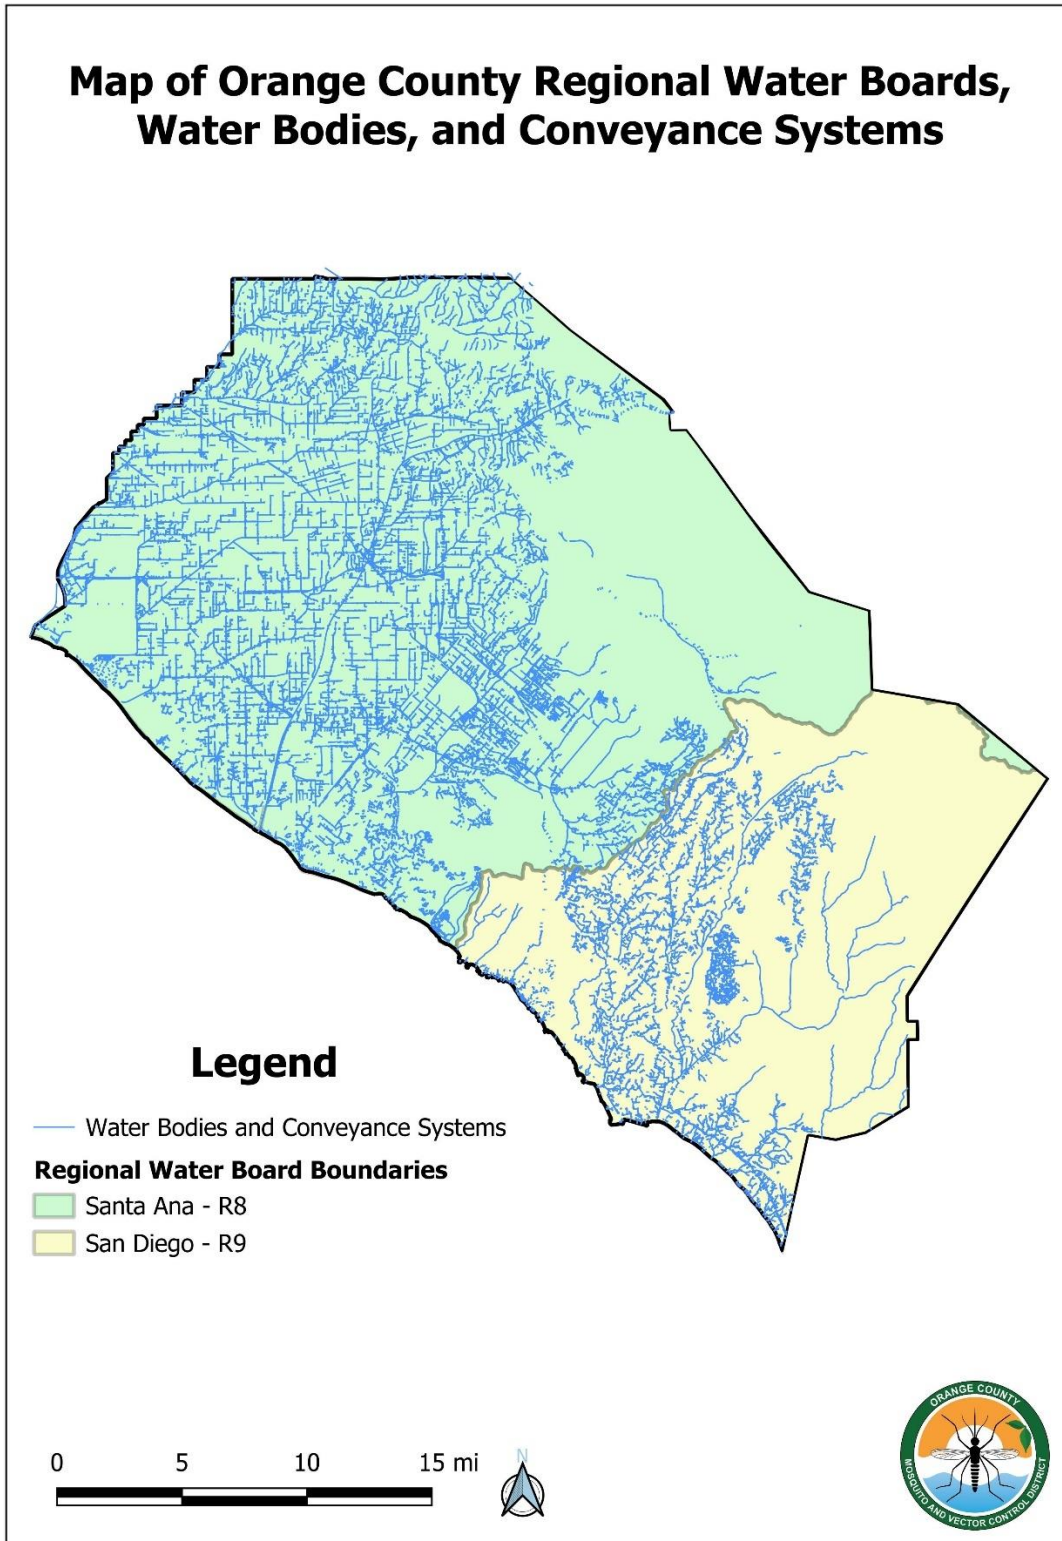 Map of Orange County Regional Water Boards,
Water Bodies, and Conveyance Systems
Legend
Water Bodies and Conveyance Systems
Regional Water Board Boundaries
Santa Ana - R8
San Diego - R9
0 5 10 15 mi
N
ORANGE COUNTY
MOSQUITO AND VECTOR CONTROL DISTRICT